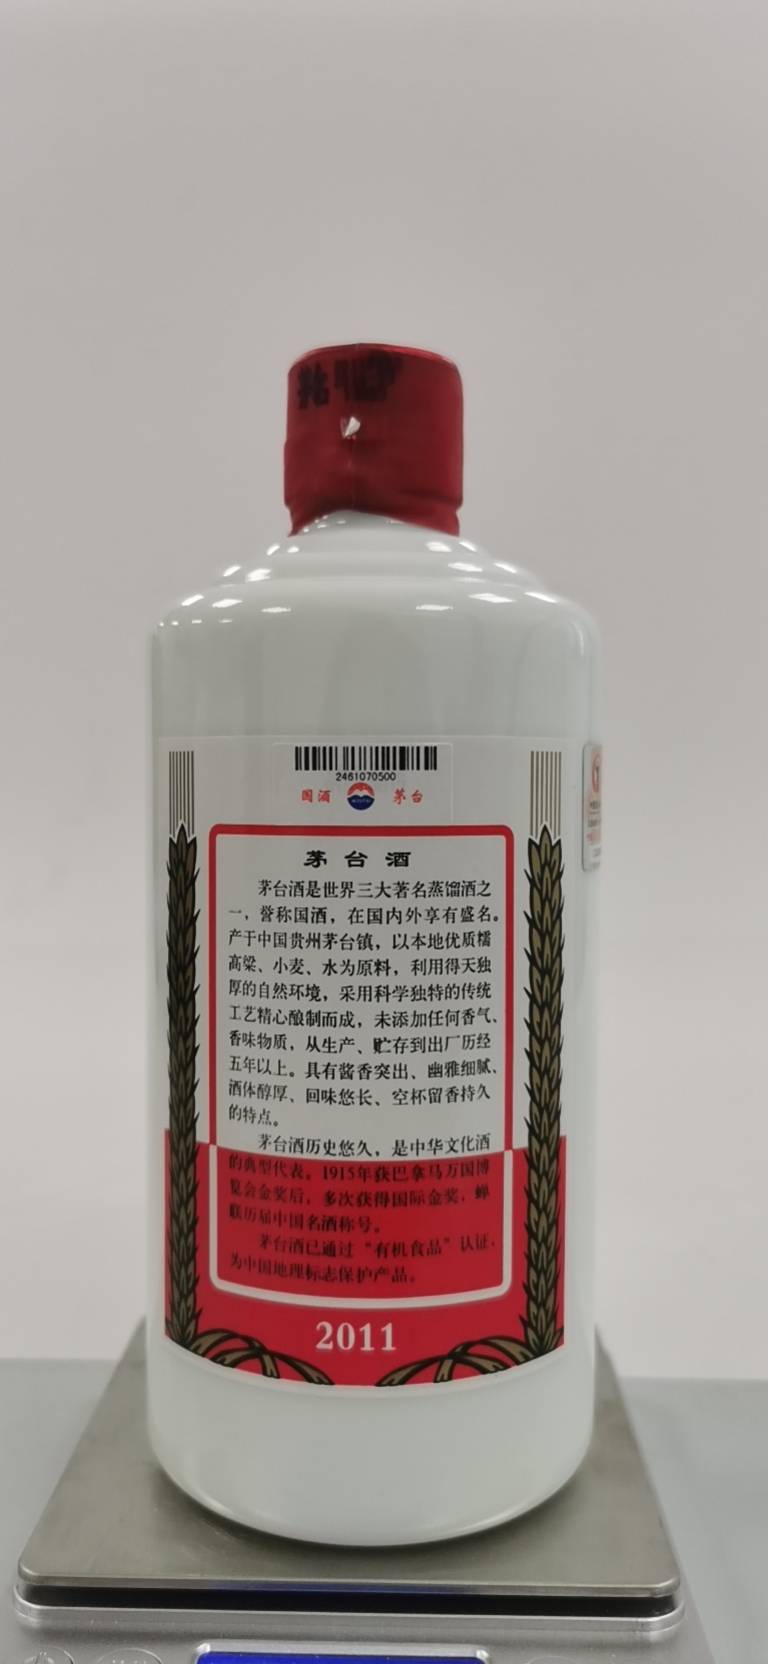 2461070500
国酒 茅台
茅台酒
茅台酒是世界三大著名蒸馏酒之
一，誉称国酒，在国内外享有盛名。
产于中国贵州茅台镇，以本地优质糯
高粱、小麦、水为原料，利用得天独
厚的自然环境，采用科学独特的传统
工艺精心酿制而成，未添加任何香气、
香味物质，从生产、贮存到出厂历经
五年以上。具有酱香突出、幽雅细腻、
酒体醇厚、回味悠长、空杯留香持久
的特点。
茅台酒历史悠久，是中华文化酒
的典型代表。1915年获巴拿马万国博
览会金奖后，多次获得国际金奖，蝉
联历届中国名酒称号。
茅台酒已通过“有机食品”认证，
为中国地理标志保护产品。
2011